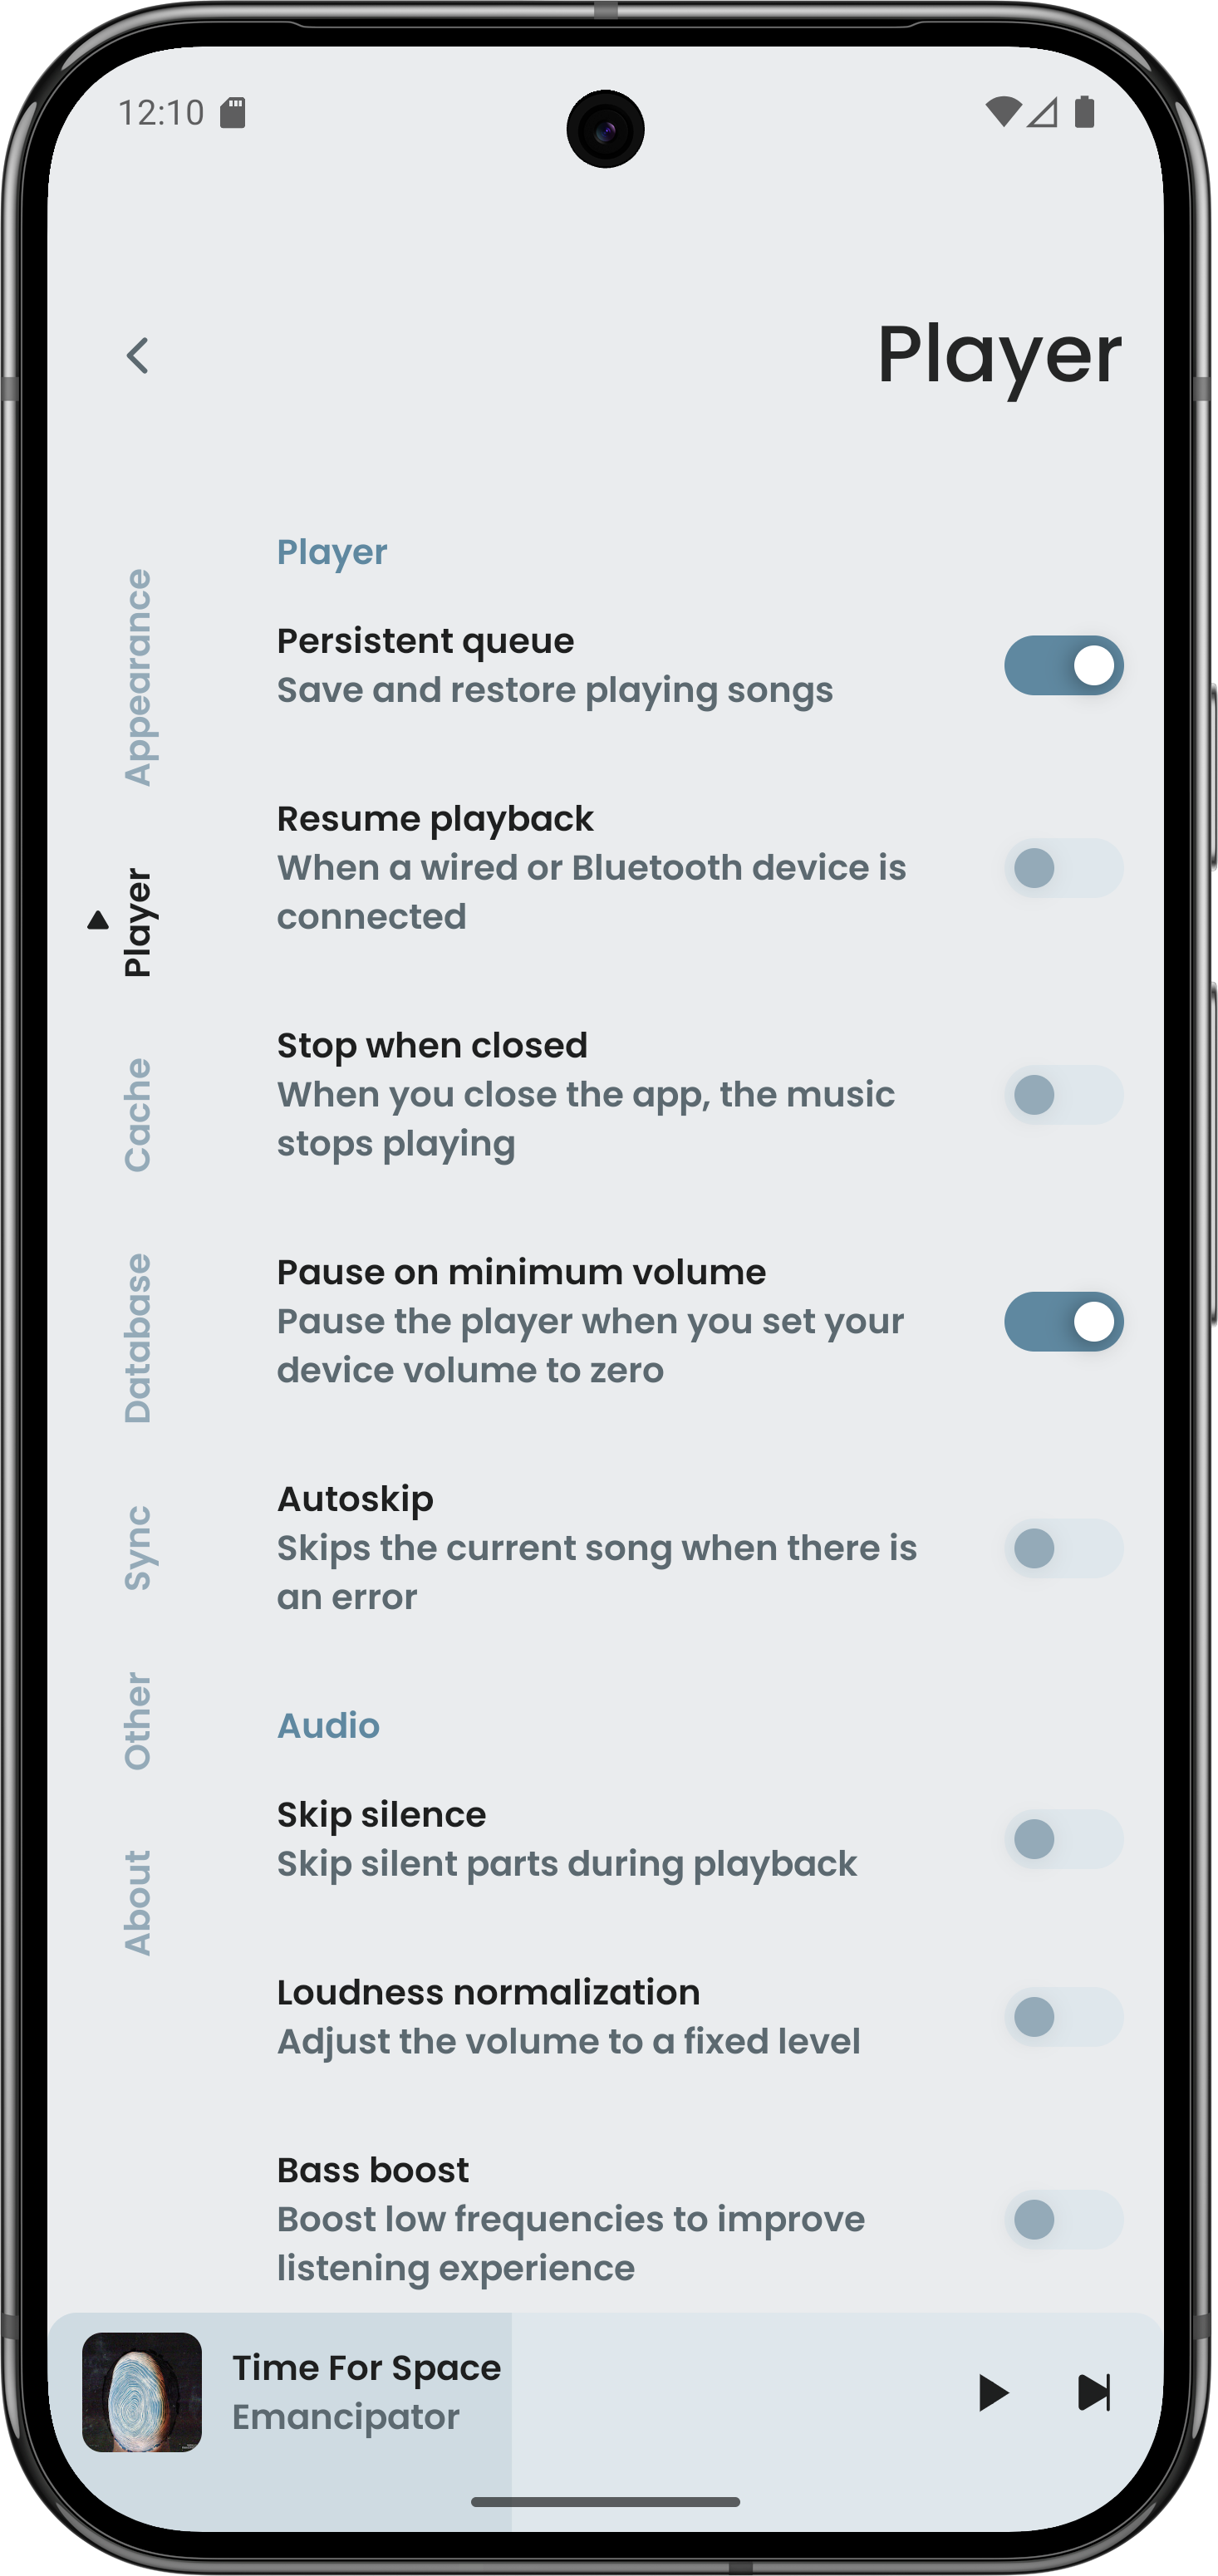 12:10
Player
Appearance
Player
Cache
Database
Sync
Other
About
Player
Persistent queue
Save and restore playing songs
Resume playback
When a wired or Bluetooth device is
connected
Stop when closed
When you close the app, the music
stops playing
Pause on minimum volume
Pause the player when you set your
device volume to zero
Autoskip
Skips the current song when there is
an error
Audio
Skip silence
Skip silent parts during playback
Loudness normalization
Adjust the volume to a fixed level
Bass boost
Boost low frequencies to improve
listening experience
Time For Space
Emancipator